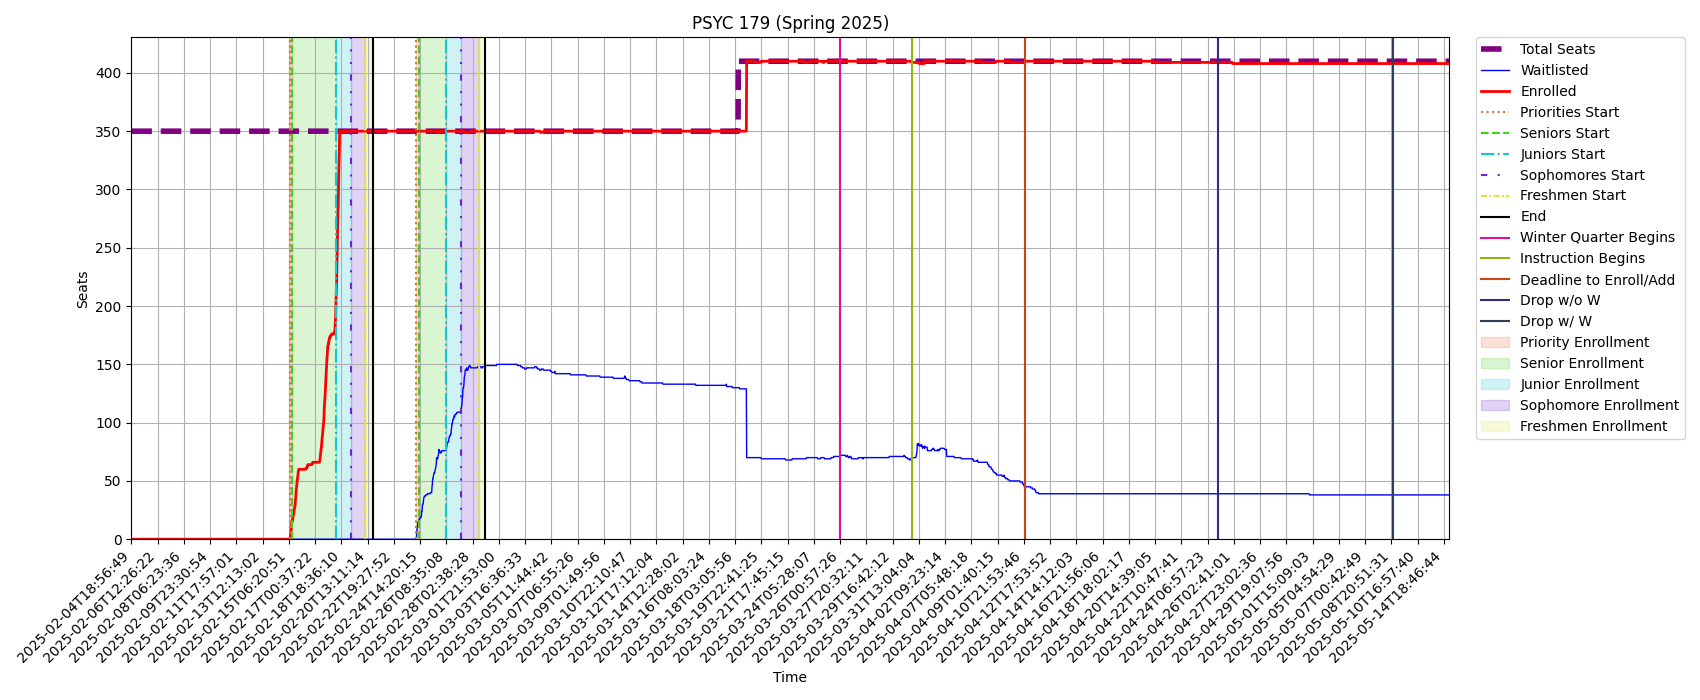 PSYC 179 (Spring 2025)
Seats
400
350
300
250
200
150
100
50
0
2025-02-04T18:56:49
2025-02-06T12:26:22
2025-02-08T06:23:36
2025-02-09T23:30:54
2025-02-11T17:57:01
2025-02-13T12:13:02
2025-02-15T06:20:51
2025-02-17T00:37:22
2025-02-18T18:36:10
2025-02-20T13:11:14
2025-02-22T19:27:52
2025-02-24T14:20:15
2025-02-26T08:35:08
2025-02-28T02:38:28
2025-03-01T21:53:00
2025-03-03T16:36:33
2025-03-05T11:44:42
2025-03-07T06:55:26
2025-03-09T01:49:56
2025-03-10T22:10:47
2025-03-12T17:12:04
2025-03-14T12:28:02
2025-03-16T08:03:24
2025-03-18T03:05:56
2025-03-19T22:41:25
2025-03-21T17:45:15
2025-03-24T05:28:07
2025-03-26T00:57:26
2025-03-27T20:32:11
2025-03-29T16:42:12
2025-03-31T13:04:04
2025-04-02T09:23:14
2025-04-07T05:48:18
2025-04-09T01:40:15
2025-04-10T21:53:46
2025-04-12T17:53:52
2025-04-14T14:12:03
2025-04-16T21:56:06
2025-04-18T18:02:17
2025-04-20T14:39:05
2025-04-22T10:47:41
2025-04-24T06:57:23
2025-04-26T02:41:01
2025-04-27T23:02:36
2025-04-29T19:07:56
2025-05-01T15:09:03
2025-05-05T04:54:29
2025-05-07T00:42:49
2025-05-08T20:51:31
2025-05-10T16:57:40
2025-05-14T18:46:44
Time
Total Seats
Waitlisted
Enrolled
Priorities Start
Seniors Start
Juniors Start
Sophomores Start
Freshmen Start
End
Winter Quarter Begins
Instruction Begins
Deadline to Enroll/Add
Drop w/o W
Drop w/ W
Priority Enrollment
Senior Enrollment
Junior Enrollment
Sophomore Enrollment
Freshmen Enrollment